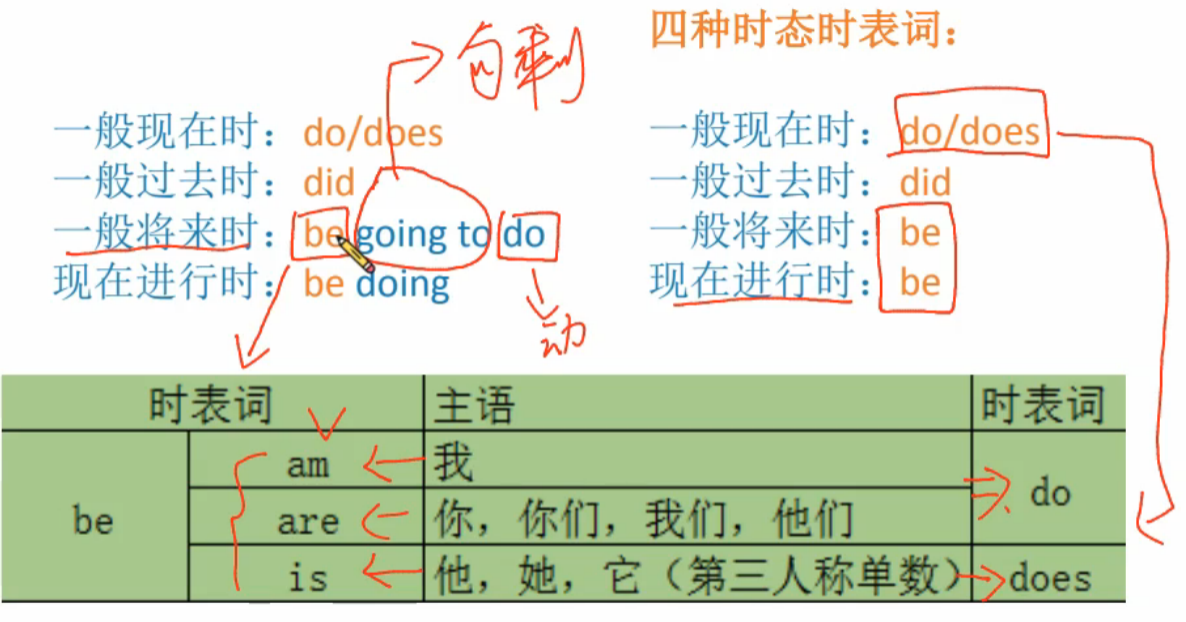 四种时态时表词：
句剩
一般现在时：do/does
一般过去时：did
一般将来时：be going to do
现在进行时：be doing
一般现在时：do/does
一般过去时：did
一般将来时：be
现在进行时：be
动
时表词 主语 时表词
be am 我 do
are 你，你们，我们，他们
is 他，她，它（第三人称单数） does